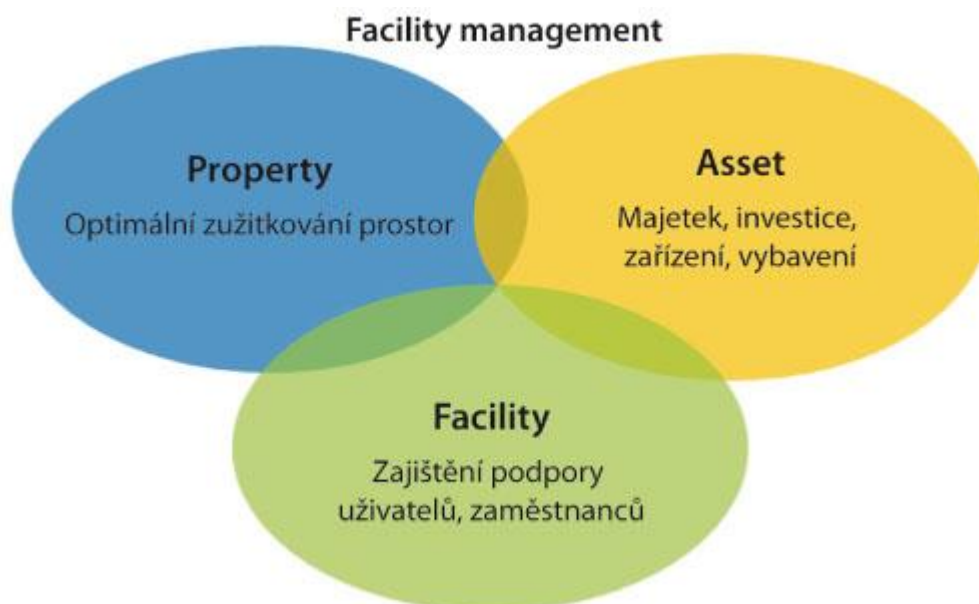 Facility management
Property
Optimální zužitkování prostor
Asset
Majetek, investice,
zařízení, vybavení
Facility
Zajištění podpory
uživatelů, zaměstnanců